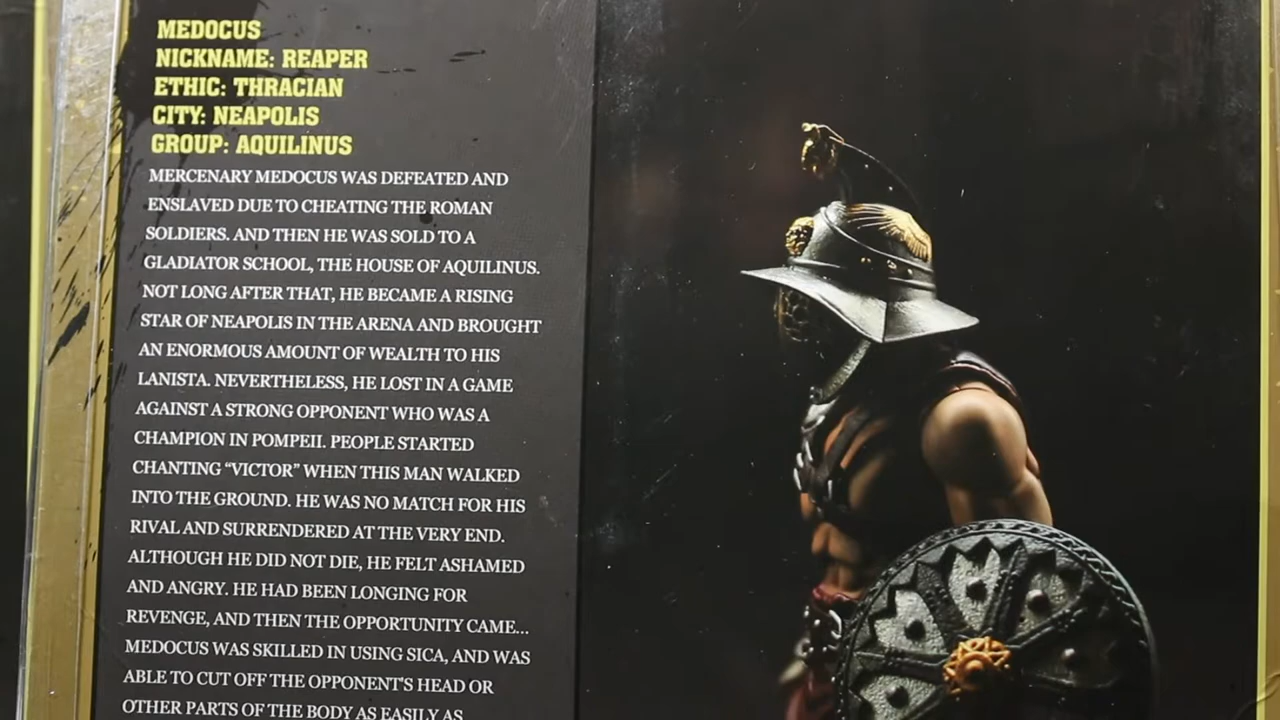 MEDOCUS
NICKNAME: REAPER
ETHIC: THRACIAN
CITY: NEAPOLIS
GROUP: AQUILINUS
MERCENARY MEDOCUS WAS DEFEATED AND
ENSLAVED DUE TO CHEATING THE ROMAN
SOLDIERS. AND THEN HE WAS SOLD TO A
GLADIATOR SCHOOL, THE HOUSE OF AQUILINUS.
NOT LONG AFTER THAT, HE BECAME A RISING
STAR OF NEAPOLIS IN THE ARENA AND BROUGHT
AN ENORMOUS AMOUNT OF WEALTH TO HIS
LANISTA. NEVERTHELESS, HE LOST IN A GAME
AGAINST A STRONG OPPONENT WHO WAS A
CHAMPION IN POMPEII. PEOPLE STARTED
CHANTING “VICTOR” WHEN THIS MAN WALKED
INTO THE GROUND. HE WAS NO MATCH FOR HIS
RIVAL AND SURRENDERED AT THE VERY END.
ALTHOUGH HE DID NOT DIE, HE FELT ASHAMED
AND ANGRY. HE HAD BEEN LONGING FOR
REVENGE, AND THEN THE OPPORTUNITY CAME...
MEDOCUS WAS SKILLED IN USING SICA, AND WAS
ABLE TO CUT OFF THE OPPONENT'S HEAD OR
OTHER PARTS OF THE BODY AS EASILY AS